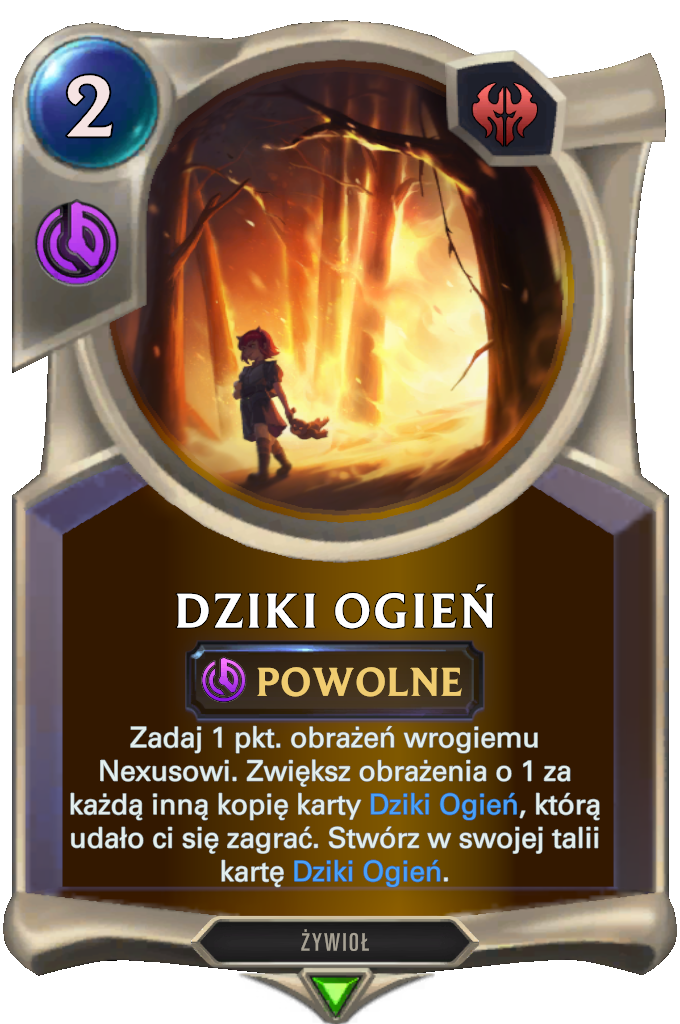 2
DZIKI OGIEŃ
POWOLNE
Zadaj 1 pkt. obrażeń wrogiemu
Nexusowi. Zwiększ obrażenia o 1 za
każdą inną kopię karty Dziki Ogień, którą
udało ci się zagrać. Stwórz w swojej talii
kartę Dziki Ogień.
ŻYWIOŁ